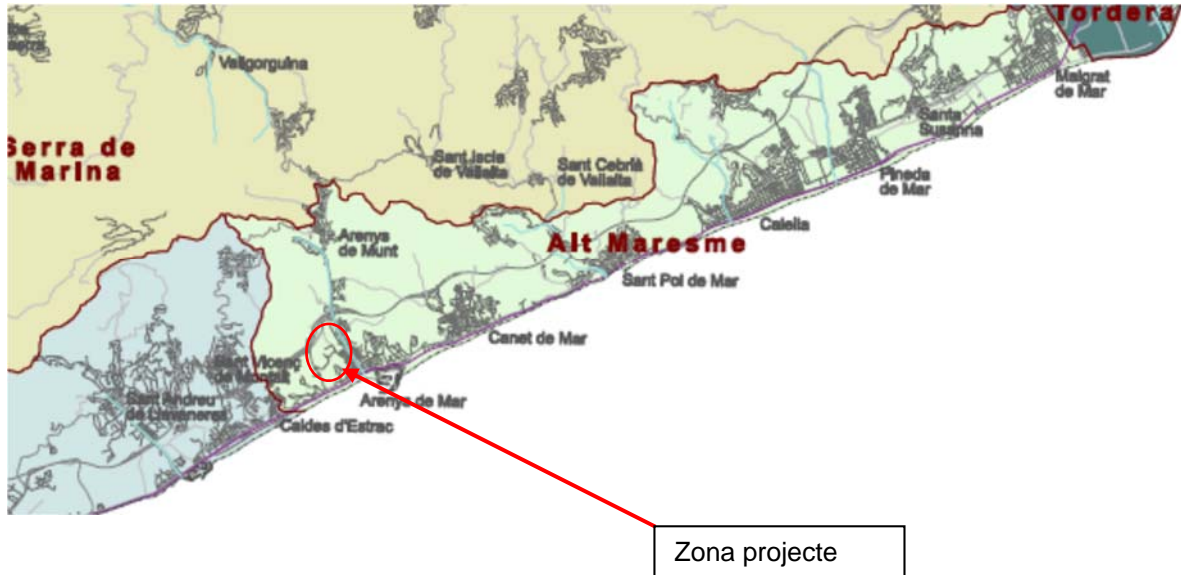 Tordera
Vallgorguina
Malgrat
de Mar
Santa
Susanna
Serra de
Marina
Sant Iscle
de Vallalta
Sant Cebrià
de Vallalta
Pineda
de Mar
Calella
Arenys
de Munt
Alt Maresme
Sant Pol de Mar
Canet de Mar
Sant Vicenç
de Montalt
Arenys de Mar
Sant Andreu
de Llavaneres
Caldes d'Estrac
Zona projecte